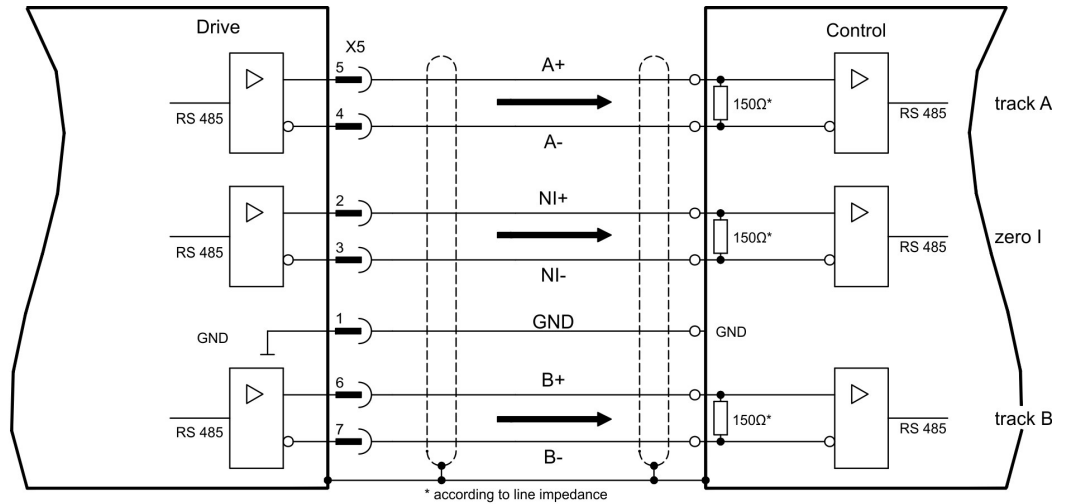 Drive
Control
X5
5
A+
150Ω*
RS 485
RS 485
track A
4
A-
2
NI+
150Ω*
RS 485
RS 485
zero I
3
NI-
1
GND
GND
GND
6
B+
150Ω*
RS 485
RS 485
track B
7
B-
* according to line impedance